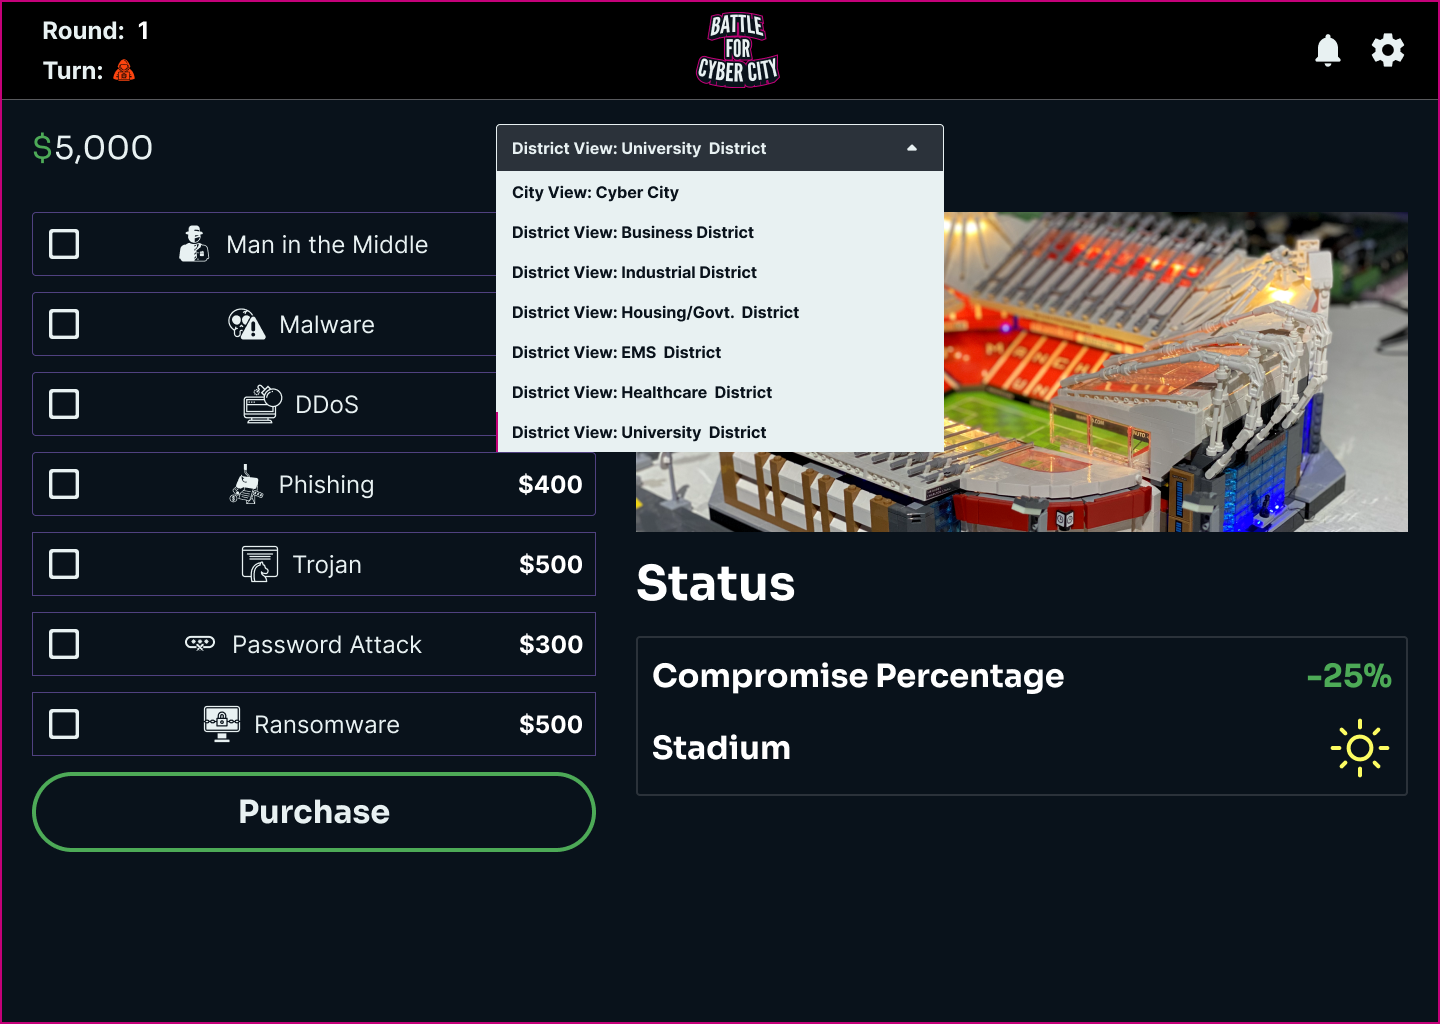 Round: 1
Turn:
BATTLE
FOR
CYBER CITY
$5,000
District View: University District
City View: Cyber City
District View: Business District
District View: Industrial District
District View: Housing/Govt. District
District View: EMS District
District View: Healthcare District
District View: University District
Man in the Middle
Malware
DDoS
Phishing
$400
Trojan
$500
Password Attack
$300
Ransomware
$500
Purchase
MANCH
UN
Status
Compromise Percentage
-25%
Stadium